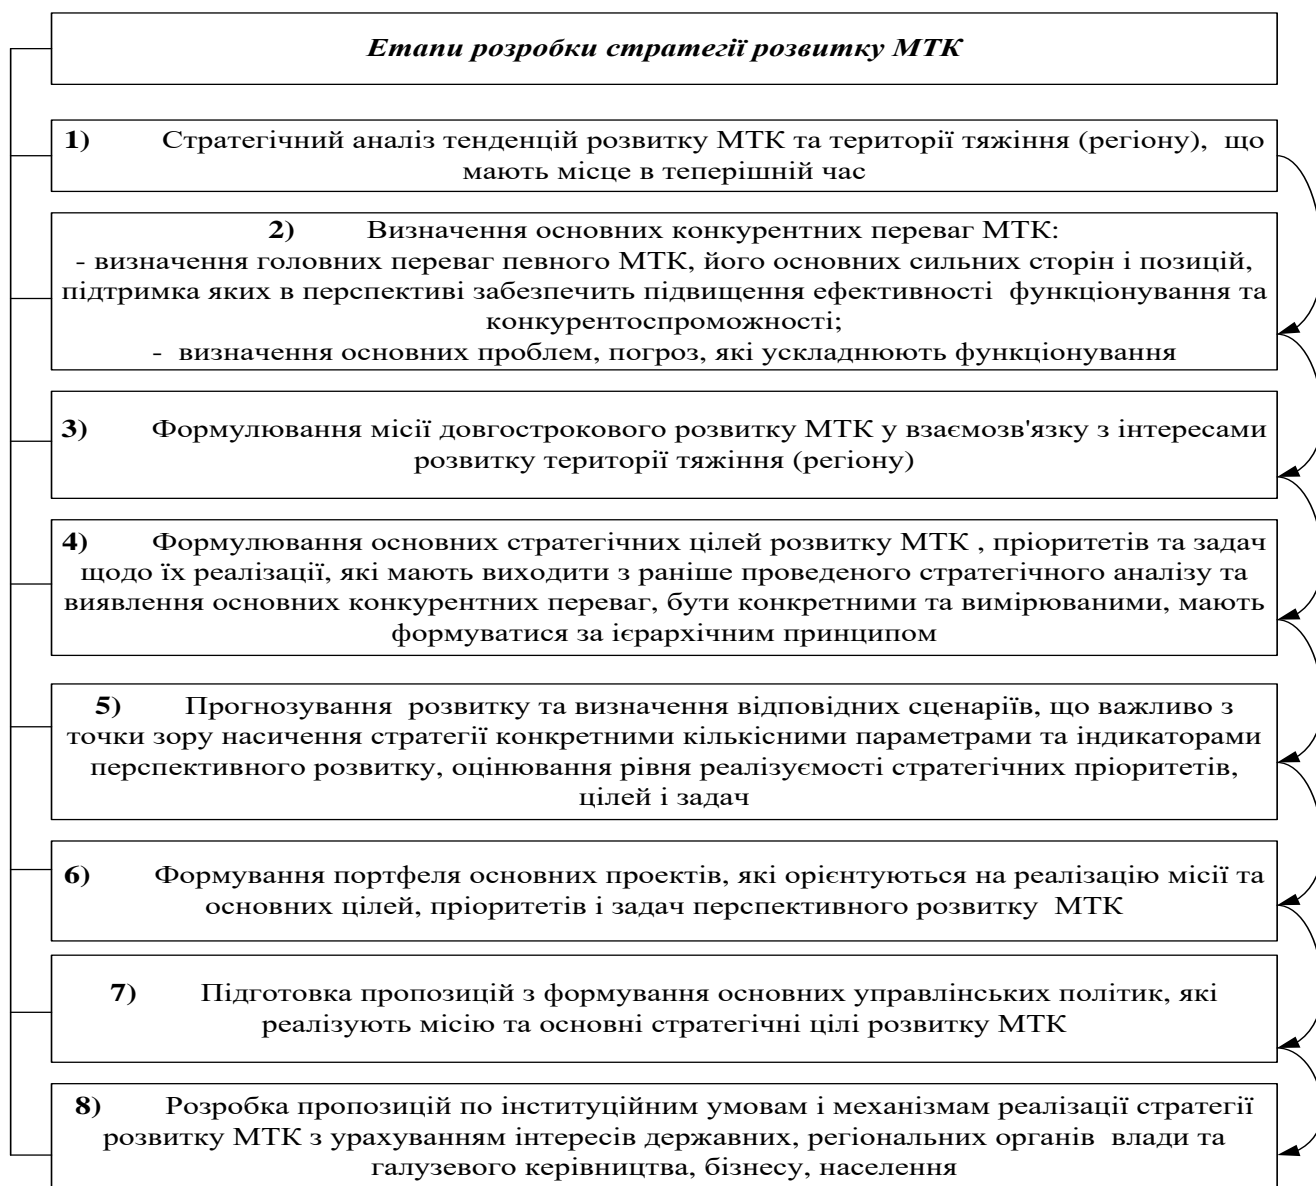 Етапи розробки стратегії розвитку МТК
1) Стратегічний аналіз тенденцій розвитку МТК та території тяжіння (регіону), що
мають місце в теперішній час
2) Визначення основних конкурентних переваг МТК:
- визначення головних переваг певного МТК, його основних сильних сторін і позицій,
підтримка яких в перспективі забезпечить підвищення ефективності функціонування та
конкурентоспроможності;
- визначення основних проблем, погроз, які ускладнюють функціонування
3) Формулювання місії довгострокового розвитку МТК у взаємозв'язку з інтересами
розвитку території тяжіння (регіону)
4) Формулювання основних стратегічних цілей розвитку МТК , пріоритетів та задач
щодо їх реалізації, які мають виходити з раніше проведеного стратегічного аналізу та
виявлення основних конкурентних переваг, бути конкретними та вимірюваними, мають
формуватися за ієрархічним принципом
5) Прогнозування розвитку та визначення відповідних сценаріїв, що важливо з
точки зору насичення стратегії конкретними кількісними параметрами та індикаторами
перспективного розвитку, оцінювання рівня реалізуємості стратегічних пріоритетів,
цілей і задач
6) Формування портфеля основних проектів, які орієнтуються на реалізацію місії та
основних цілей, пріоритетів і задач перспективного розвитку МТК
7) Підготовка пропозицій з формування основних управлінських політик, які
реалізують місію та основні стратегічні цілі розвитку МТК
8) Розробка пропозицій по інституційним умовам і механізмам реалізації стратегії
розвитку МТК з урахуванням інтересів державних, регіональних органів влади та
галузевого керівництва, бізнесу, населення